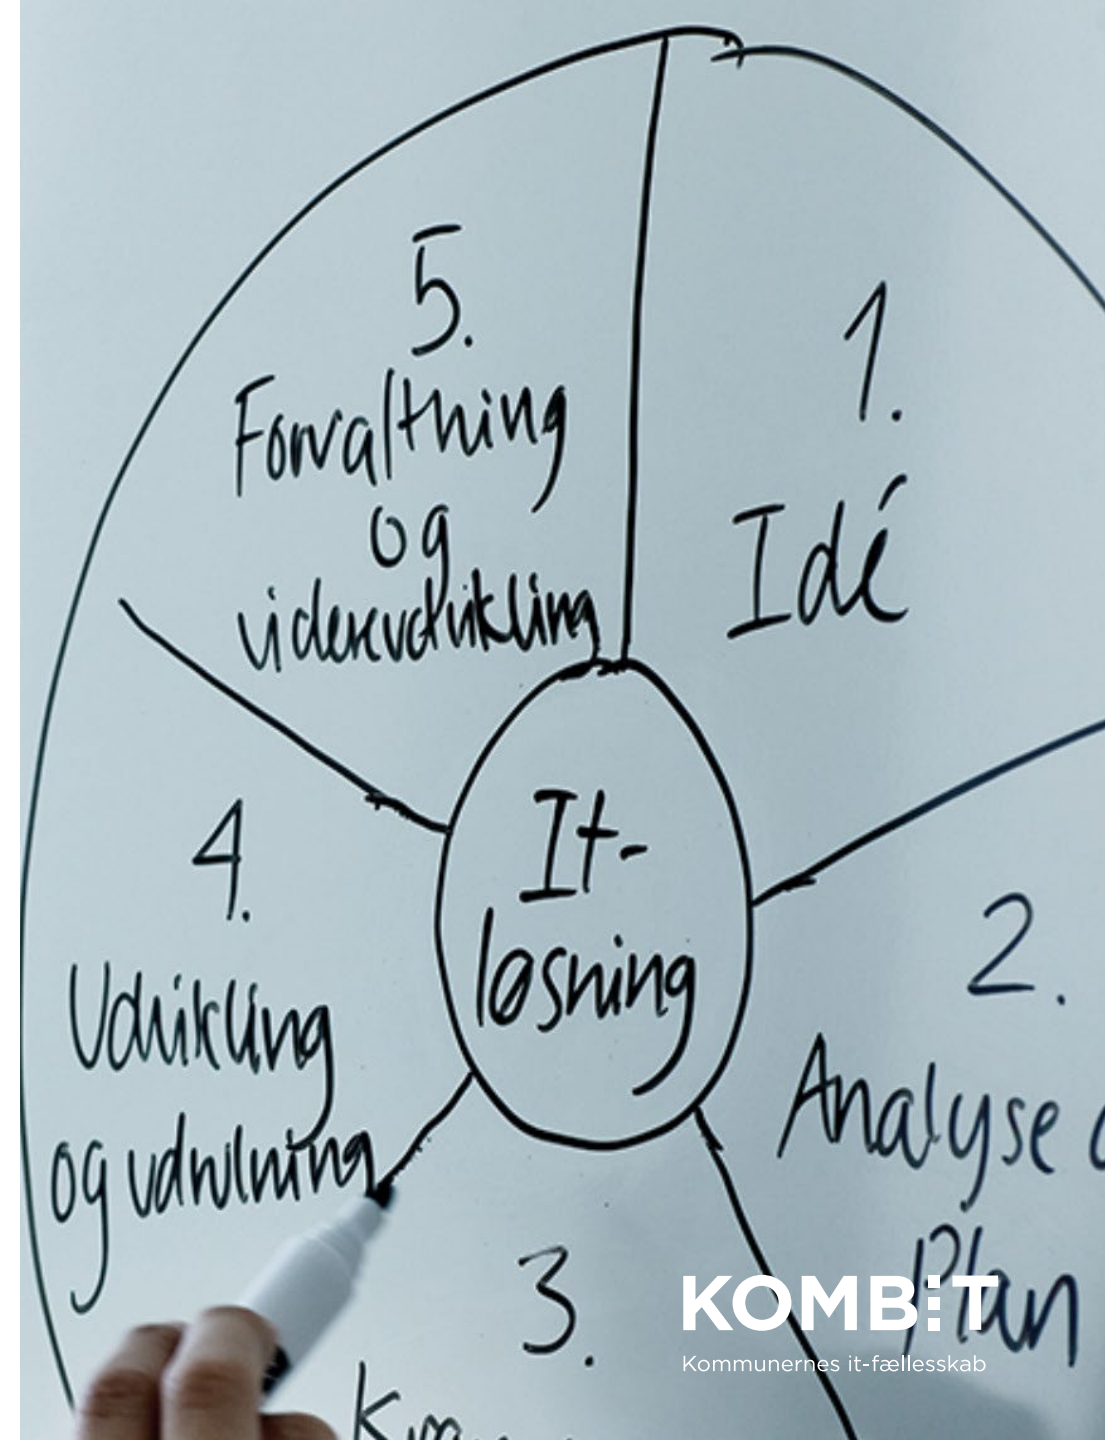 5.
Forvaltning
og
videreudvikling
1.
Idé
It-
løsning
4.
Udvikling
og udrulning
2.
Analyse
Plan
3.
KOMBIT
Kommunernes it-fællesskab